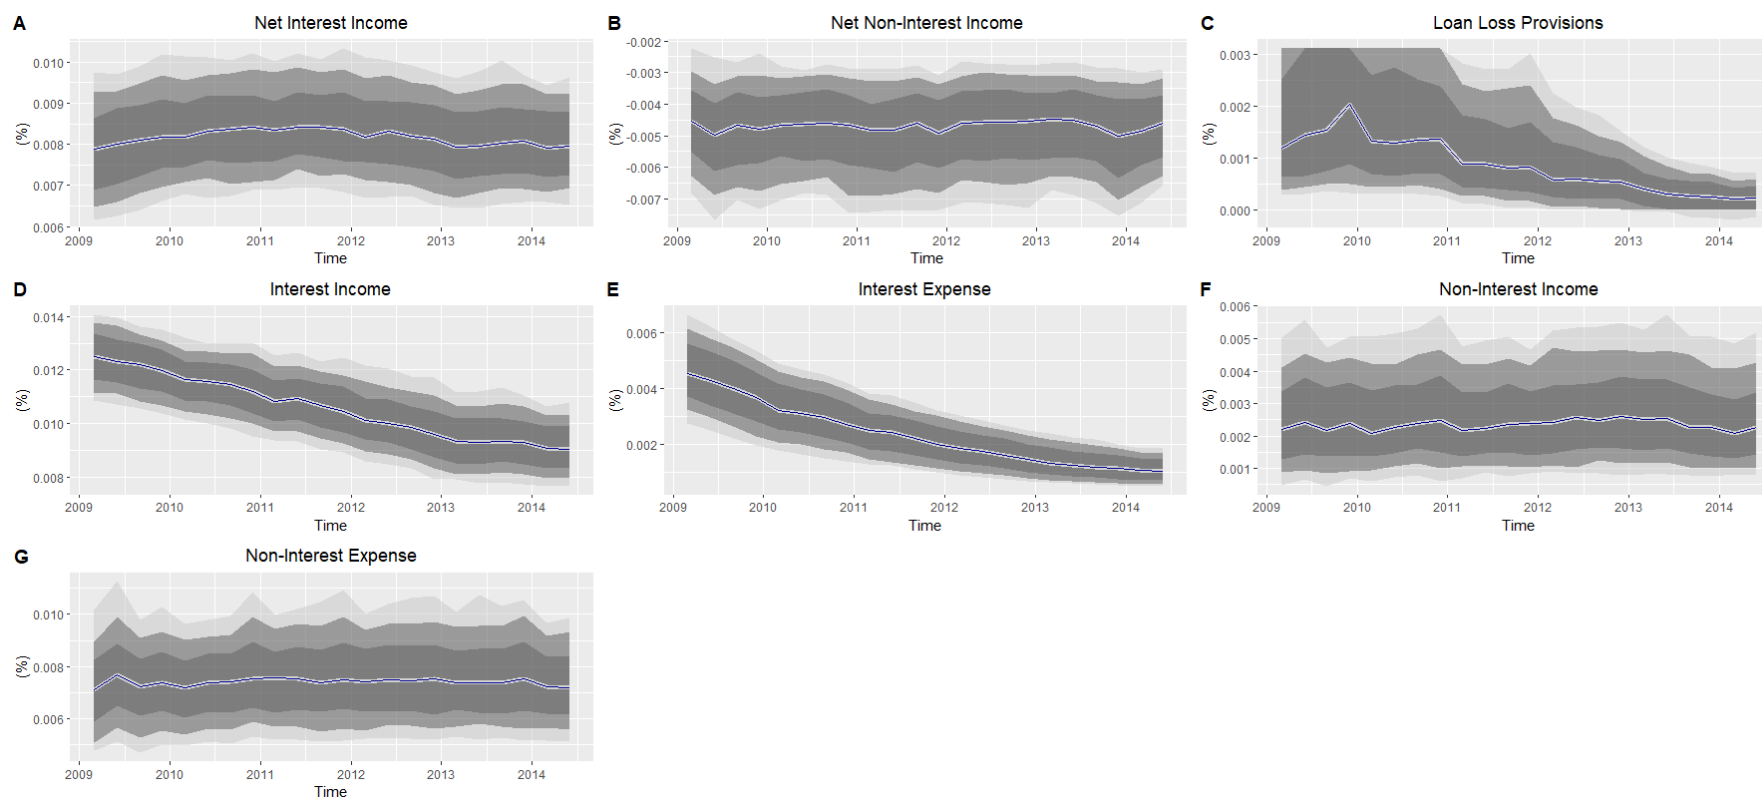 A Net Interest Income
0.010
0.009
0.008
0.007
0.006
(%)
2009 2010 2011 2012 2013 2014
Time
B Net Non-Interest Income
-0.002
-0.003
-0.004
-0.005
-0.006
-0.007
(%)
2009 2010 2011 2012 2013 2014
Time
C Loan Loss Provisions
0.003
0.002
0.001
0.000
(%)
2009 2010 2011 2012 2013 2014
Time
D Interest Income
0.014
0.012
0.010
0.008
(%)
2009 2010 2011 2012 2013 2014
Time
E Interest Expense
0.006
0.004
0.002
(%)
2009 2010 2011 2012 2013 2014
Time
F Non-Interest Income
0.006
0.005
0.004
0.003
0.002
0.001
(%)
2009 2010 2011 2012 2013 2014
Time
G Non-Interest Expense
0.010
0.008
0.006
(%)
2009 2010 2011 2012 2013 2014
Time